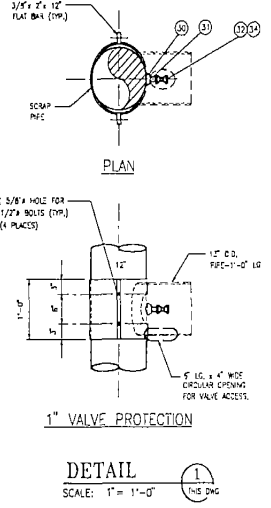 3/8"x 2"x 12"
FLAT BAR (TYP.)
30
31
32
34
SCRAP
PIPE
PLAN
5/8"ø HOLE FOR
1/2"ø BOLTS (TYP.)
(4 PLACES)
12"
12" O.D.
PIPE-1'-0" LG
1'-0"
3"
6"
3"
6" LG. x 4" WIDE
CIRCULAR OPENING
FOR VALVE ACCESS.
1" VALVE PROTECTION
DETAIL
1
THIS DWG
SCALE: 1"= 1'-0"